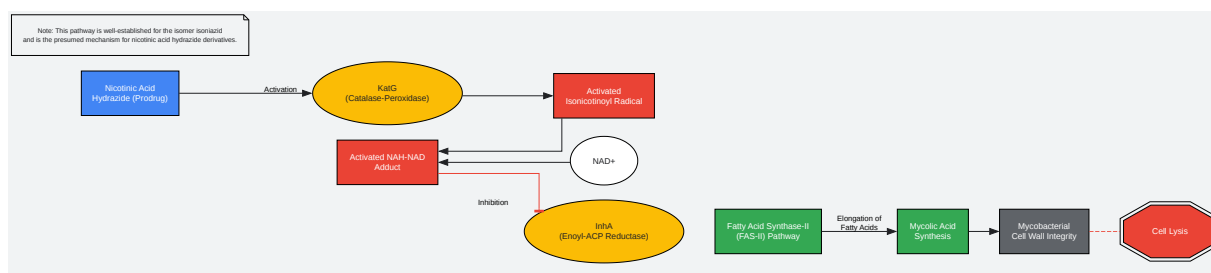 Note: This pathway is well-established for the isomer isoniazid
and is the presumed mechanism for nicotinic acid hydrazide derivatives.
Nicotinic Acid
Hydrazide (Prodrug)
Activation
KatG
(Catalase-Peroxidase)
Activated
Isonicotinoyl Radical
Activated NAH-NAD
Adduct
NAD+
Inhibition
InhA
(Enoyl-ACP Reductase)
Fatty Acid Synthase-II
(FAS-II) Pathway
Elongation of
Fatty Acids
Mycolic Acid
Synthesis
Mycobacterial
Cell Wall Integrity
Cell Lysis